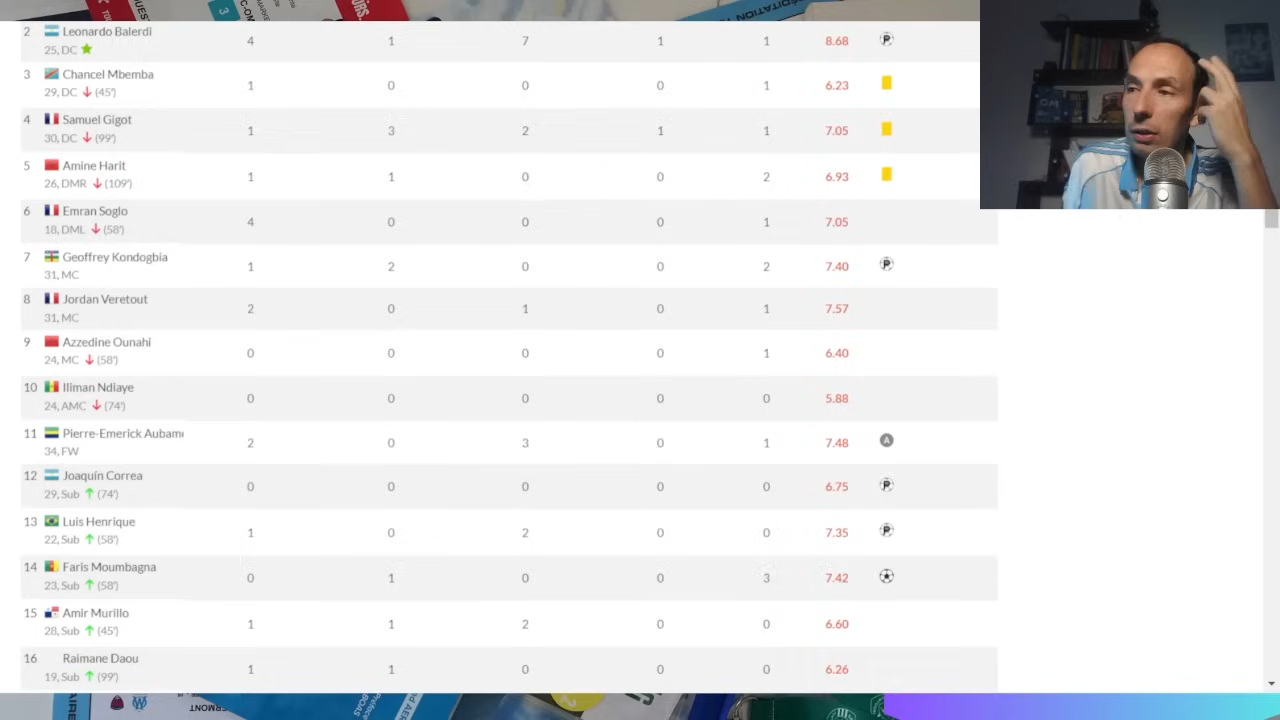 2 Leonardo Balerdi 4 1 7 1 1 8.68 P
25, DC
3 Chancel Mbemba 1 0 0 0 1 6.23
29, DC (45')
4 Samuel Gigot 1 3 2 1 1 7.05
30, DC (99')
5 Amine Harit 1 1 0 0 2 6.93
26, DMR (109')
6 Emran Soglo 4 0 0 0 1 7.05
18, DML (58')
7 Geoffrey Kondogbia 1 2 0 0 2 7.40 P
31, MC
8 Jordan Veretout 2 0 1 0 1 7.57
31, MC
9 Azzedine Ounahi 0 0 0 0 1 6.40
24, MC (58')
10 Iliman Ndiaye 0 0 0 0 0 5.88
24, AMC (74')
11 Pierre-Emerick Aubam 2 0 3 0 1 7.48 A
34, FW
12 Joaquín Correa 0 0 0 0 0 6.75 P
29, Sub (74')
13 Luis Henrique 1 0 2 0 0 7.35 P
22, Sub (58')
14 Faris Moumbagna 0 1 0 0 3 7.42
23, Sub (58')
15 Amir Murillo 1 1 2 0 0 6.60
28, Sub (45')
16 Raimane Daou 1 1 0 0 0 6.26
19, Sub (99')